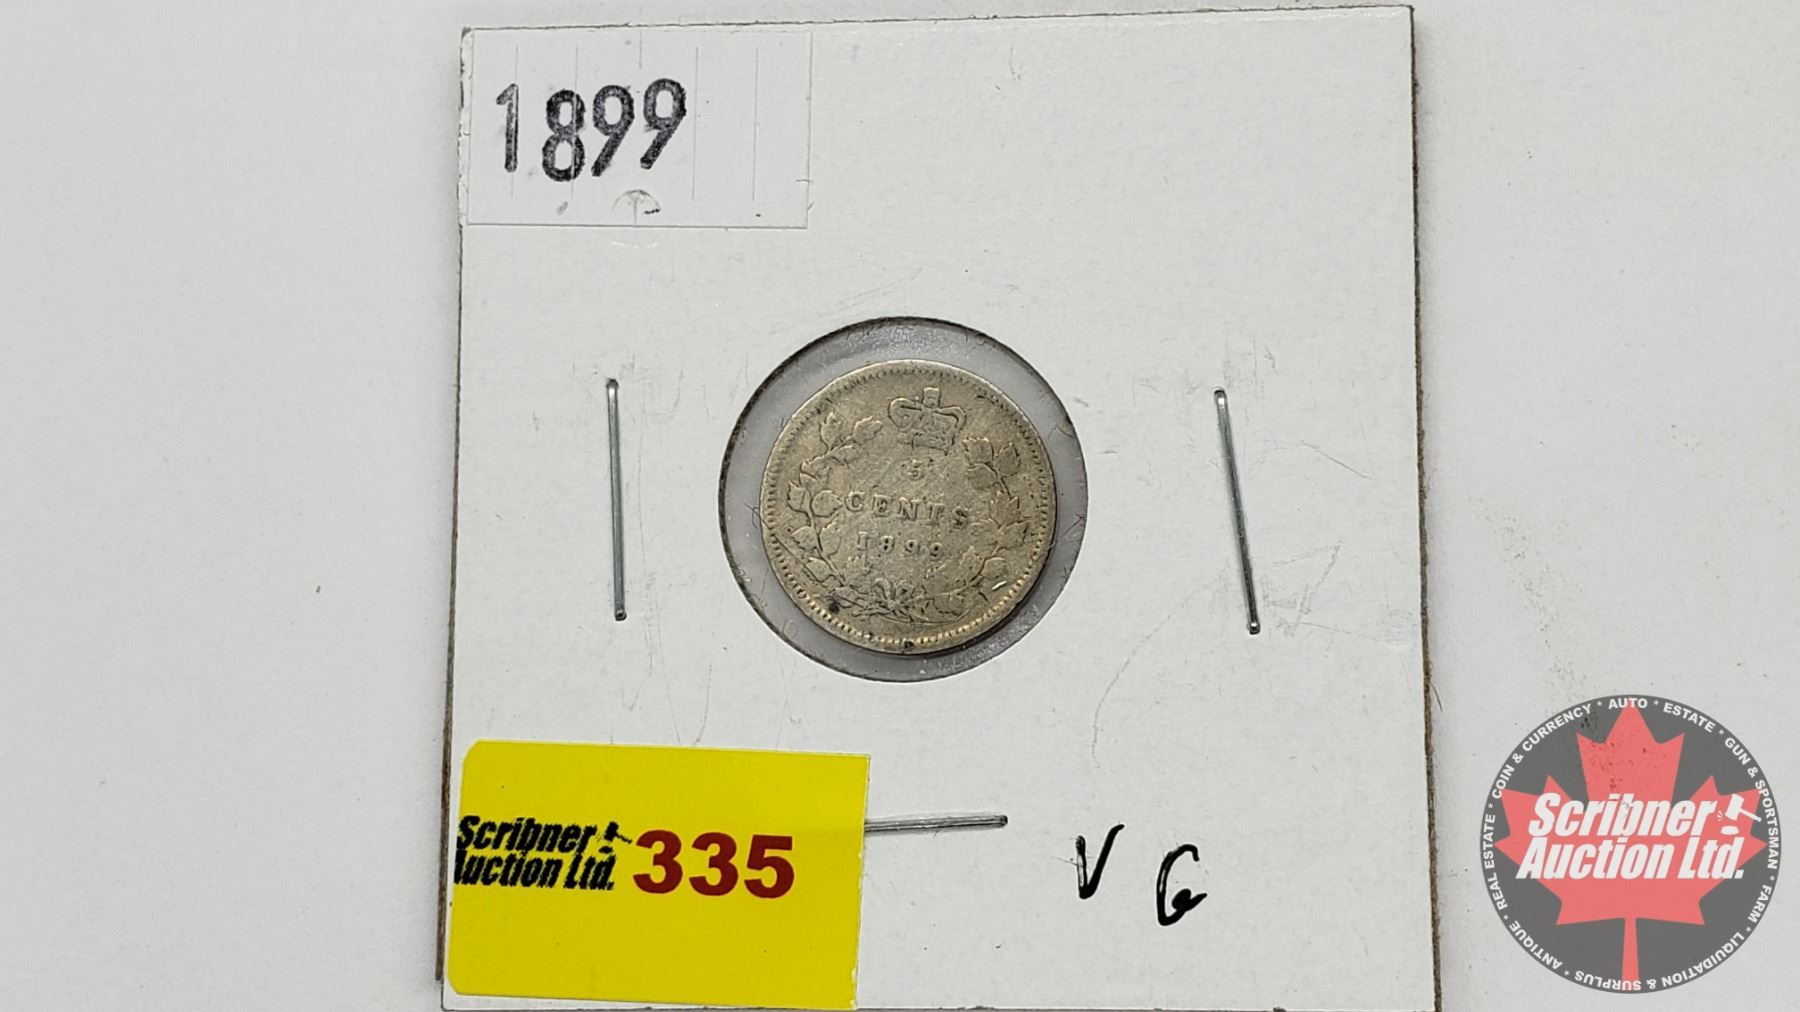 1899
5
CENTS
1899
Scribner
Auction Ltd.
335
V G
REAL ESTATE * COIN & CURRENCY * AUTO * ESTATE * GUN & SPORTSMAN * FARM * LIQUIDATION & SURPLUS * ANTIQUE *
Scribner
Auction Ltd.